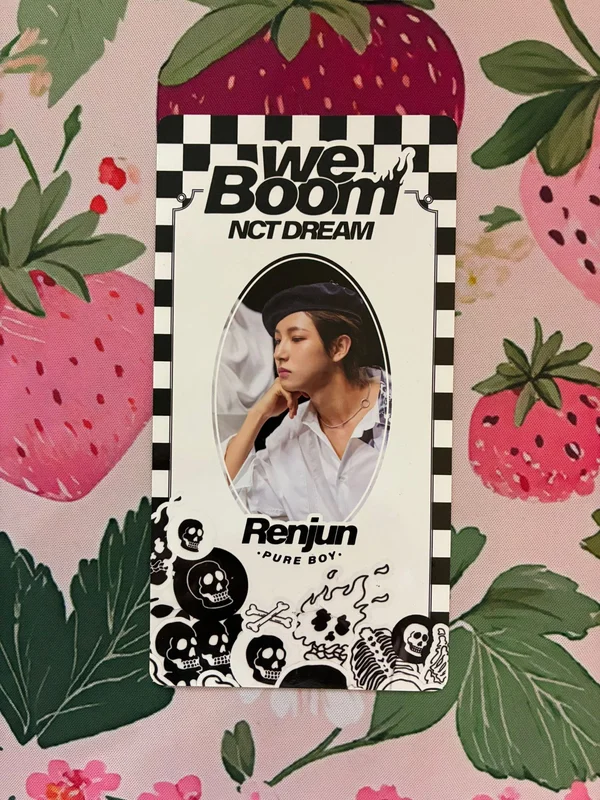 we
Boom
NCT DREAM
Renjun
·PURE BOY·